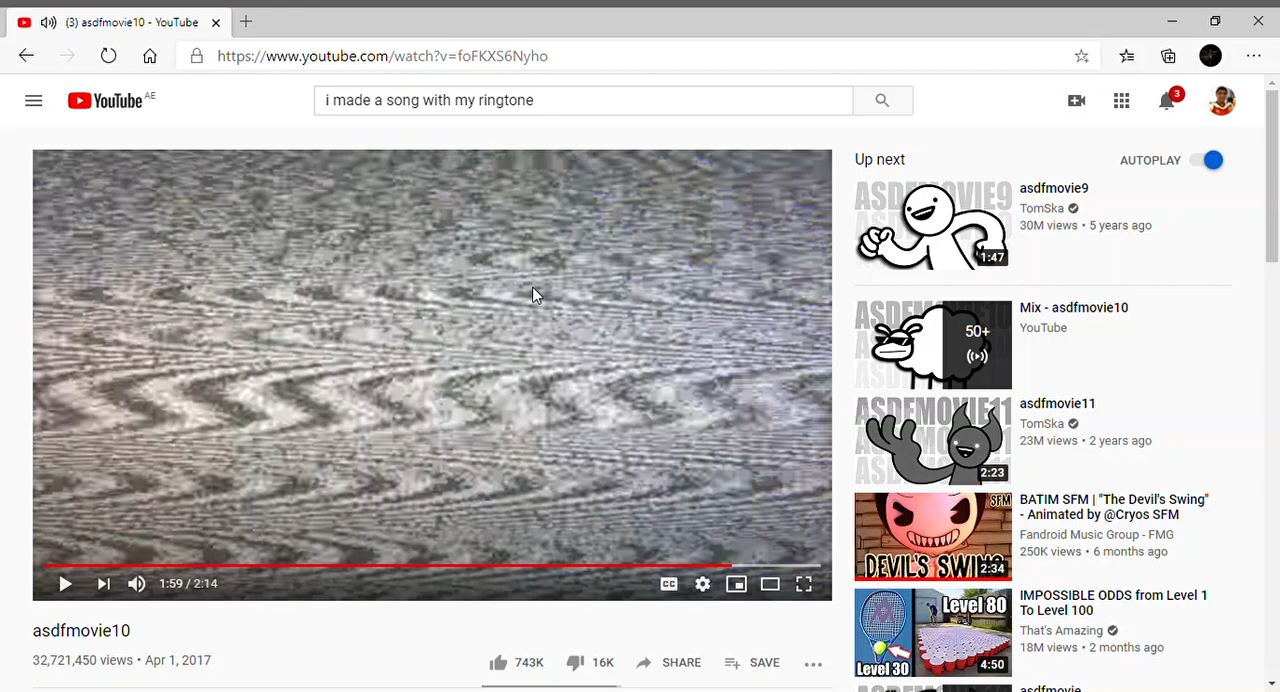 (3) asdfmovie10 - YouTube
https://www.youtube.com/watch?v=foFKXS6Nyho
YouTube AE
i made a song with my ringtone
3
1:59 / 2:14
CC
asdfmovie10
32,721,450 views • Apr 1, 2017
743K
16K
SHARE
SAVE
Up next
AUTOPLAY
ASDFMOVIE9
1:47
asdfmovie9
TomSka
30M views • 5 years ago
50+
Mix - asdfmovie10
YouTube
ASDFMOVIE11
2:23
asdfmovie11
TomSka
23M views • 2 years ago
SFM
DEVIL'S SWING
2:34
BATIM SFM | "The Devil's Swing"
- Animated by @Cryos SFM
Fandroid Music Group - FMG
250K views • 6 months ago
Level 80
Level 30
4:50
IMPOSSIBLE ODDS from Level 1
To Level 100
That's Amazing
18M views • 2 months ago
asdfmovie